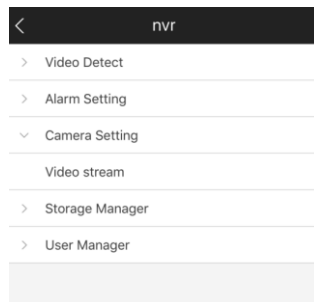 nvr
Video Detect
Alarm Setting
Camera Setting
Video stream
Storage Manager
User Manager